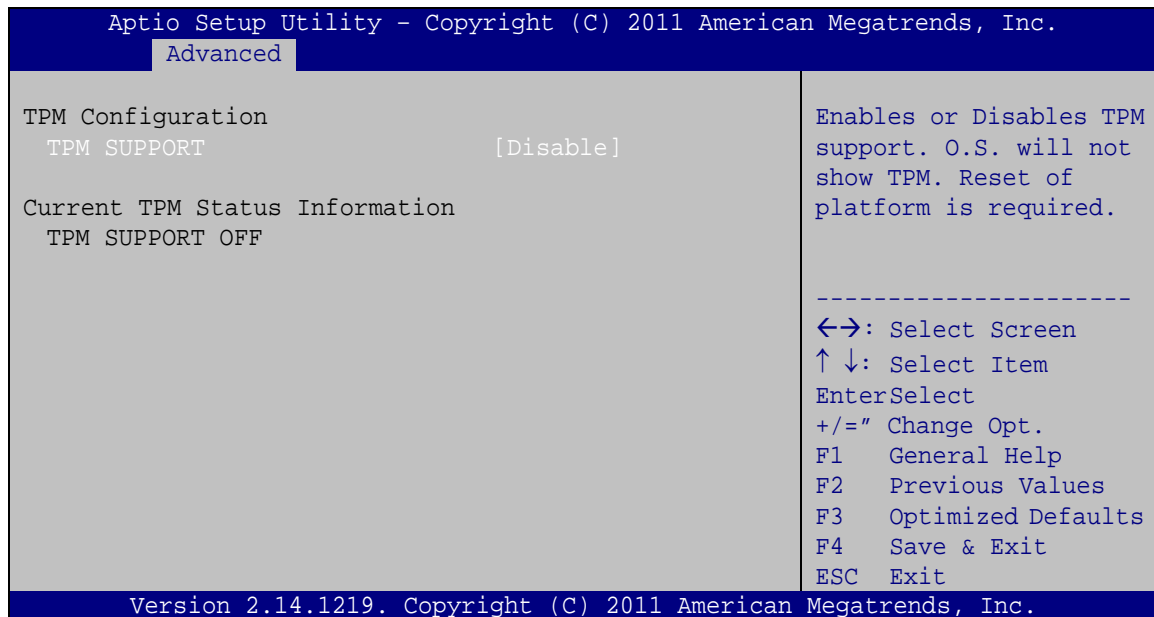 Aptio Setup Utility – Copyright (C) 2011 American Megatrends, Inc.
Advanced
TPM Configuration
TPM SUPPORT [Disable]
Current TPM Status Information
TPM SUPPORT OFF
Enables or Disables TPM
support. O.S. will not
show TPM. Reset of
platform is required.
----------------------
←→: Select Screen
↑ ↓: Select Item
EnterSelect
+/=″ Change Opt.
F1 General Help
F2 Previous Values
F3 Optimized Defaults
F4 Save & Exit
ESC Exit
Version 2.14.1219. Copyright (C) 2011 American Megatrends, Inc.